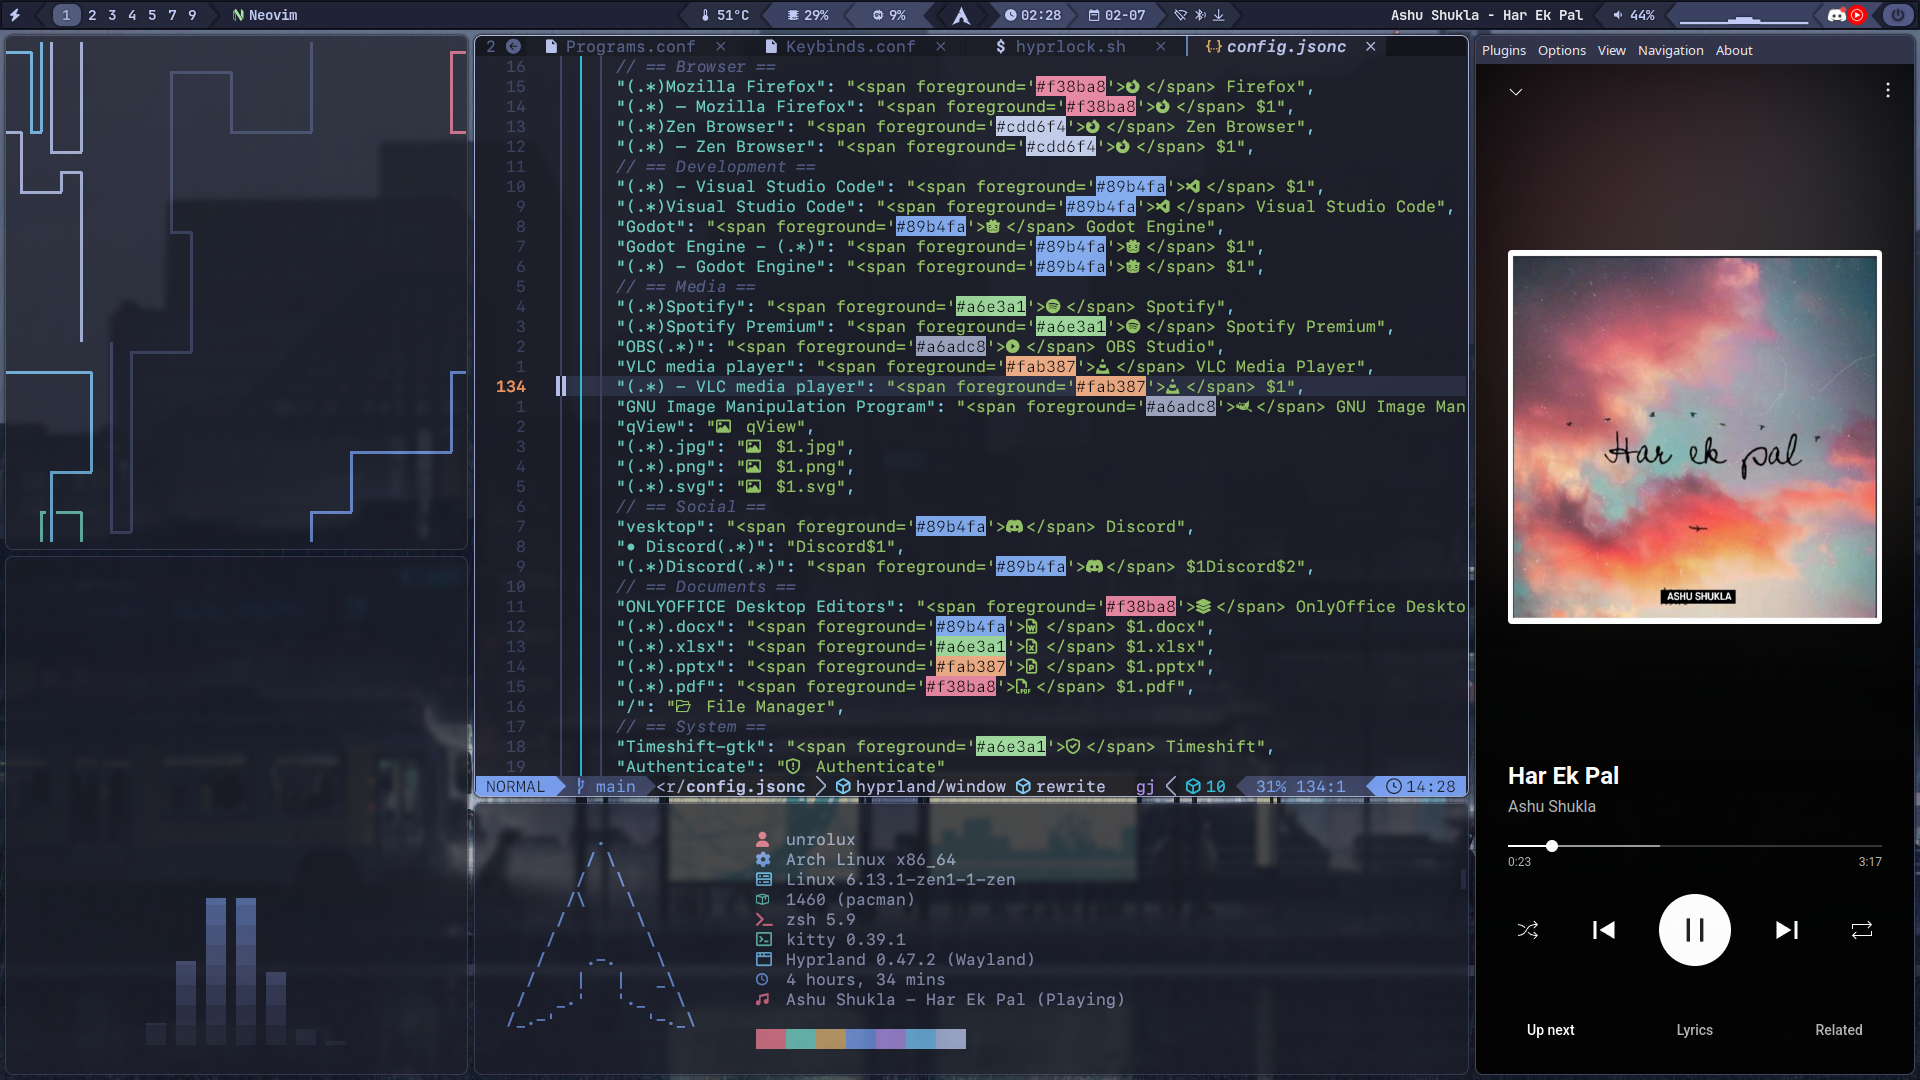 1 2 3 4 5 7 9 Neovim
51°C 29% 9% 02:28 02-07
Ashu Shukla - Har Ek Pal 44%
2 Programs.conf × Keybinds.conf × $ hyprlock.sh × {··} config.jsonc ×
16 // == Browser ==
15 "(.*)Mozilla Firefox": "<span foreground='#f38ba8'> </span> Firefox",
14 "(.*) — Mozilla Firefox": "<span foreground='#f38ba8'> </span> $1",
13 "(.*)Zen Browser": "<span foreground='#cdd6f4'> </span> Zen Browser",
12 "(.*) — Zen Browser": "<span foreground='#cdd6f4'> </span> $1",
11 // == Development ==
10 "(.*) - Visual Studio Code": "<span foreground='#89b4fa'> </span> $1",
9 "(.*)Visual Studio Code": "<span foreground='#89b4fa'> </span> Visual Studio Code",
8 "Godot": "<span foreground='#89b4fa'> </span> Godot Engine",
7 "Godot Engine - (.*)": "<span foreground='#89b4fa'> </span> $1",
6 "(.*) - Godot Engine": "<span foreground='#89b4fa'> </span> $1",
5 // == Media ==
4 "(.*)Spotify": "<span foreground='#a6e3a1'> </span> Spotify",
3 "(.*)Spotify Premium": "<span foreground='#a6e3a1'> </span> Spotify Premium",
2 "OBS(.*)": "<span foreground='#a6adc8'> </span> OBS Studio",
1 "VLC media player": "<span foreground='#fab387'> </span> VLC Media Player",
134 "(.*) - VLC media player": "<span foreground='#fab387'> </span> $1",
1 "GNU Image Manipulation Program": "<span foreground='#a6adc8'> </span> GNU Image Man
2 "qView": " qView",
3 "(.*).jpg": " $1.jpg",
4 "(.*).png": " $1.png",
5 "(.*).svg": " $1.svg",
6 // == Social ==
7 "vesktop": "<span foreground='#89b4fa'> </span> Discord",
8 "• Discord(.*)": "Discord$1",
9 "(.*)Discord(.*)": "<span foreground='#89b4fa'> </span> $1Discord$2",
10 // == Documents ==
11 "ONLYOFFICE Desktop Editors": "<span foreground='#f38ba8'> </span> OnlyOffice Deskto
12 "(.*).docx": "<span foreground='#89b4fa'> </span> $1.docx",
13 "(.*).xlsx": "<span foreground='#a6e3a1'> </span> $1.xlsx",
14 "(.*).pptx": "<span foreground='#fab387'> </span> $1.pptx",
15 "(.*).pdf": "<span foreground='#f38ba8'> </span> $1.pdf",
16 "/": " File Manager",
17 // == System ==
18 "Timeshift-gtk": "<span foreground='#a6e3a1'> </span> Timeshift",
19 "Authenticate": " Authenticate"
NORMAL main <r/config.jsonc hyprland/window rewrite gj 10 31% 134:1 14:28
unrolux
Arch Linux x86_64
Linux 6.13.1-zen1-1-zen
1460 (pacman)
zsh 5.9
kitty 0.39.1
Hyprland 0.47.2 (Wayland)
4 hours, 34 mins
Ashu Shukla - Har Ek Pal (Playing)
Plugins Options View Navigation About
Har ek pal
ASHU SHUKLA
Har Ek Pal
Ashu Shukla
0:23 3:17
Up next Lyrics Related